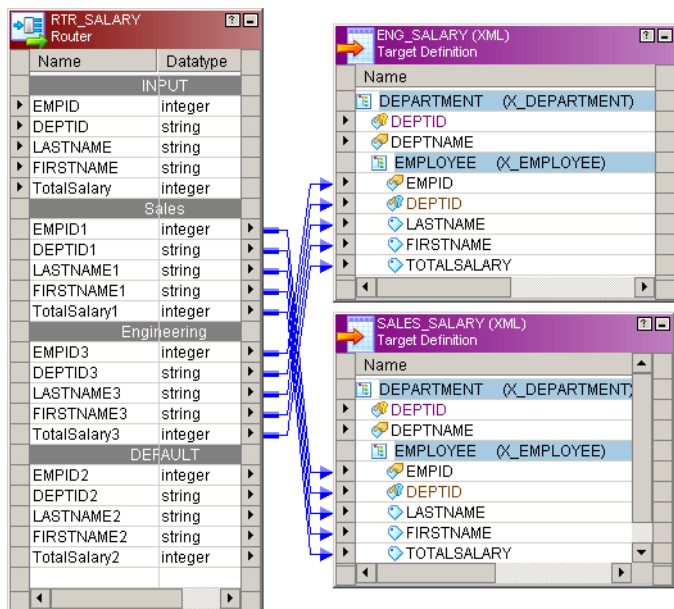 RTR_SALARY
Router
Name Datatype
INPUT
EMPID integer
DEPTID string
LASTNAME string
FIRSTNAME string
TotalSalary integer
Sales
EMPID1 integer
DEPTID1 string
LASTNAME1 string
FIRSTNAME1 string
TotalSalary1 integer
Engineering
EMPID3 integer
DEPTID3 string
LASTNAME3 string
FIRSTNAME3 string
TotalSalary3 integer
DEFAULT
EMPID2 integer
DEPTID2 string
LASTNAME2 string
FIRSTNAME2 string
TotalSalary2 integer
ENG_SALARY (XML)
Target Definition
Name
DEPARTMENT (X_DEPARTMENT)
DEPTID
DEPTNAME
EMPLOYEE (X_EMPLOYEE)
EMPID
DEPTID
LASTNAME
FIRSTNAME
TOTALSALARY
SALES_SALARY (XML)
Target Definition
Name
DEPARTMENT (X_DEPARTMENT)
DEPTID
DEPTNAME
EMPLOYEE (X_EMPLOYEE)
EMPID
DEPTID
LASTNAME
FIRSTNAME
TOTALSALARY